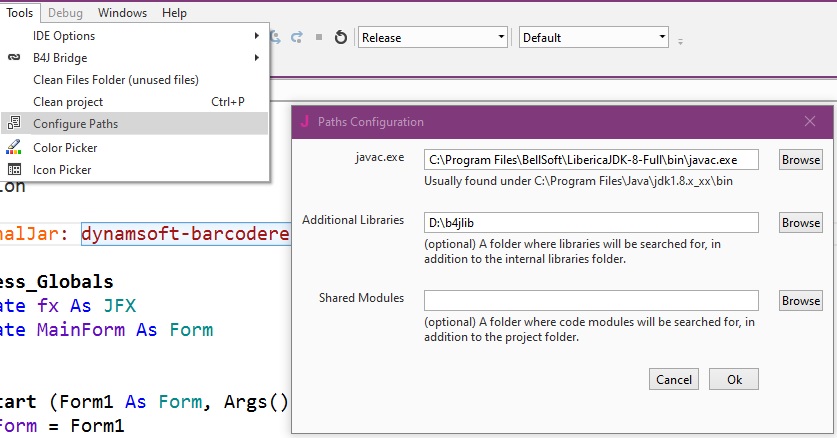 Tools Debug Windows Help
IDE Options
B4J Bridge
Clean Files Folder (unused files)
Clean project Ctrl+P
Configure Paths
Color Picker
Icon Picker
Release
Default
J Paths Configuration
javac.exe C:\Program Files\BellSoft\LibericaJDK-8-Full\bin\javac.exe Browse
Usually found under C:\Program Files\Java\jdk1.8.x_xx\bin
Additional Libraries D:\b4jlib Browse
(optional) A folder where libraries will be searched for, in
addition to the internal libraries folder.
Shared Modules Browse
(optional) A folder where code modules will be searched for, in
addition to the project folder.
Cancel Ok
ion
nalJar: dynamsoft-barcodere
ess_Globals
ate fx As JFX
ate MainForm As Form
tart (Form1 As Form, Args()
Form = Form1